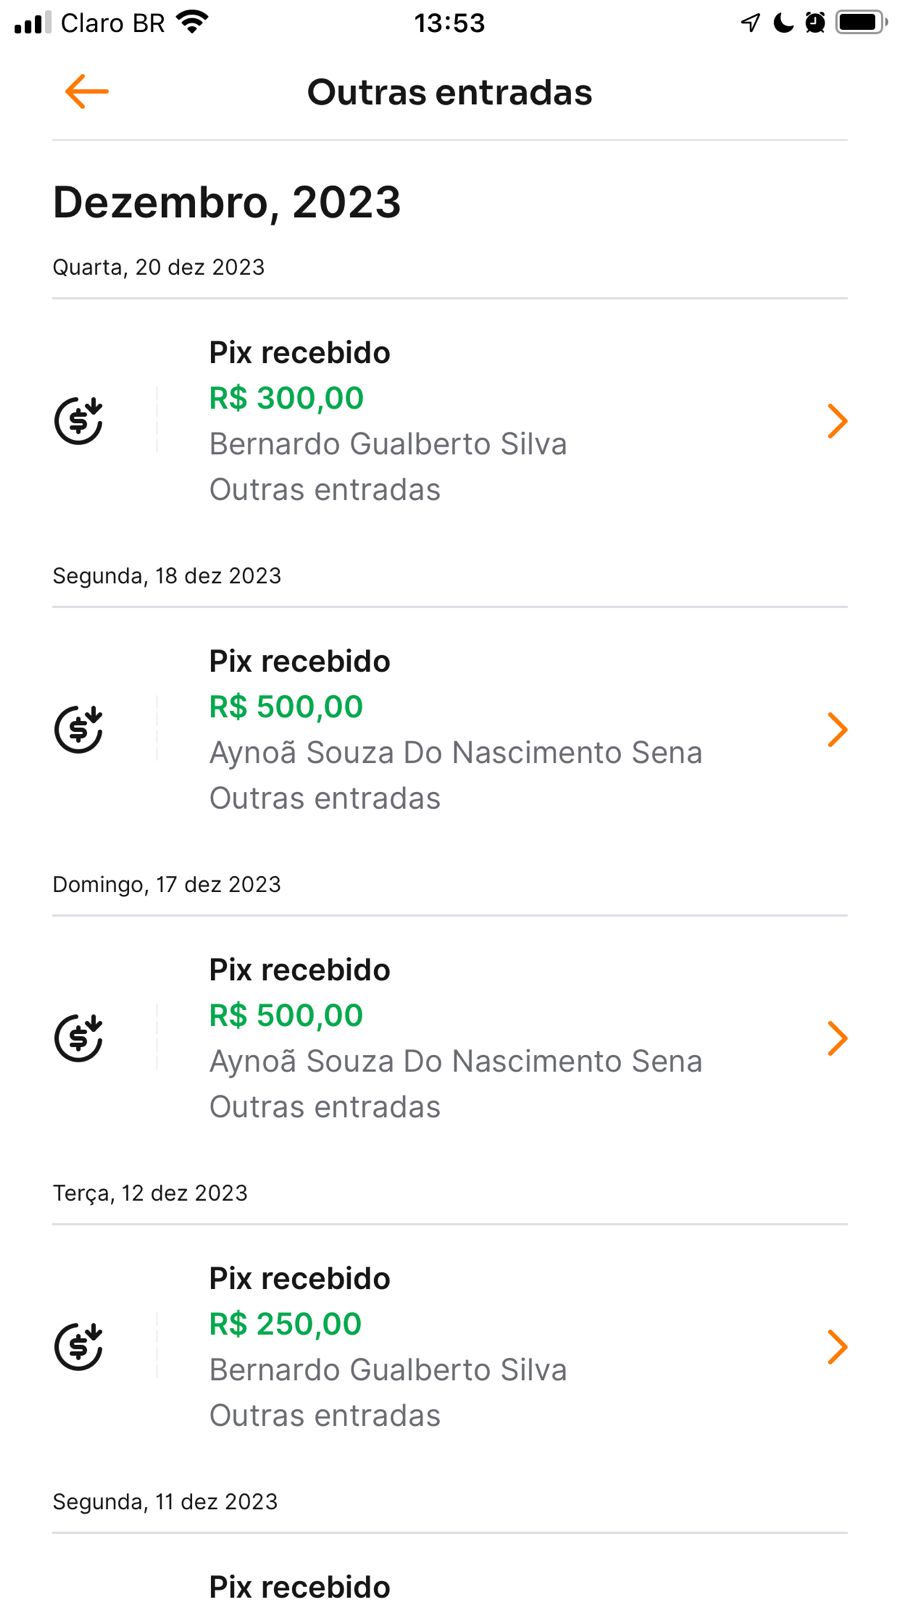 Claro BR 13:53
Outras entradas
Dezembro, 2023
Quarta, 20 dez 2023
Pix recebido
R$ 300,00
Bernardo Gualberto Silva
Outras entradas
Segunda, 18 dez 2023
Pix recebido
R$ 500,00
Aynoã Souza Do Nascimento Sena
Outras entradas
Domingo, 17 dez 2023
Pix recebido
R$ 500,00
Aynoã Souza Do Nascimento Sena
Outras entradas
Terça, 12 dez 2023
Pix recebido
R$ 250,00
Bernardo Gualberto Silva
Outras entradas
Segunda, 11 dez 2023
Pix recebido